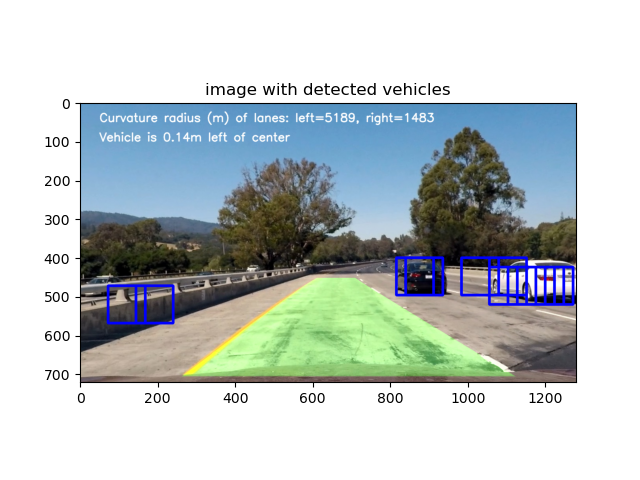 image with detected vehicles
Curvature radius (m) of lanes: left=5189, right=1483
Vehicle is 0.14m left of center
0
100
200
300
400
500
600
700
0 200 400 600 800 1000 1200